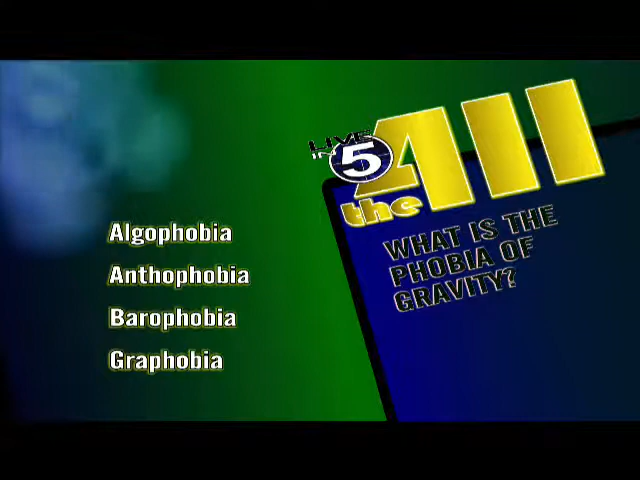 LIVE
IN 5
the 411
WHAT IS THE
PHOBIA OF
GRAVITY?
Algophobia
Anthophobia
Barophobia
Graphobia